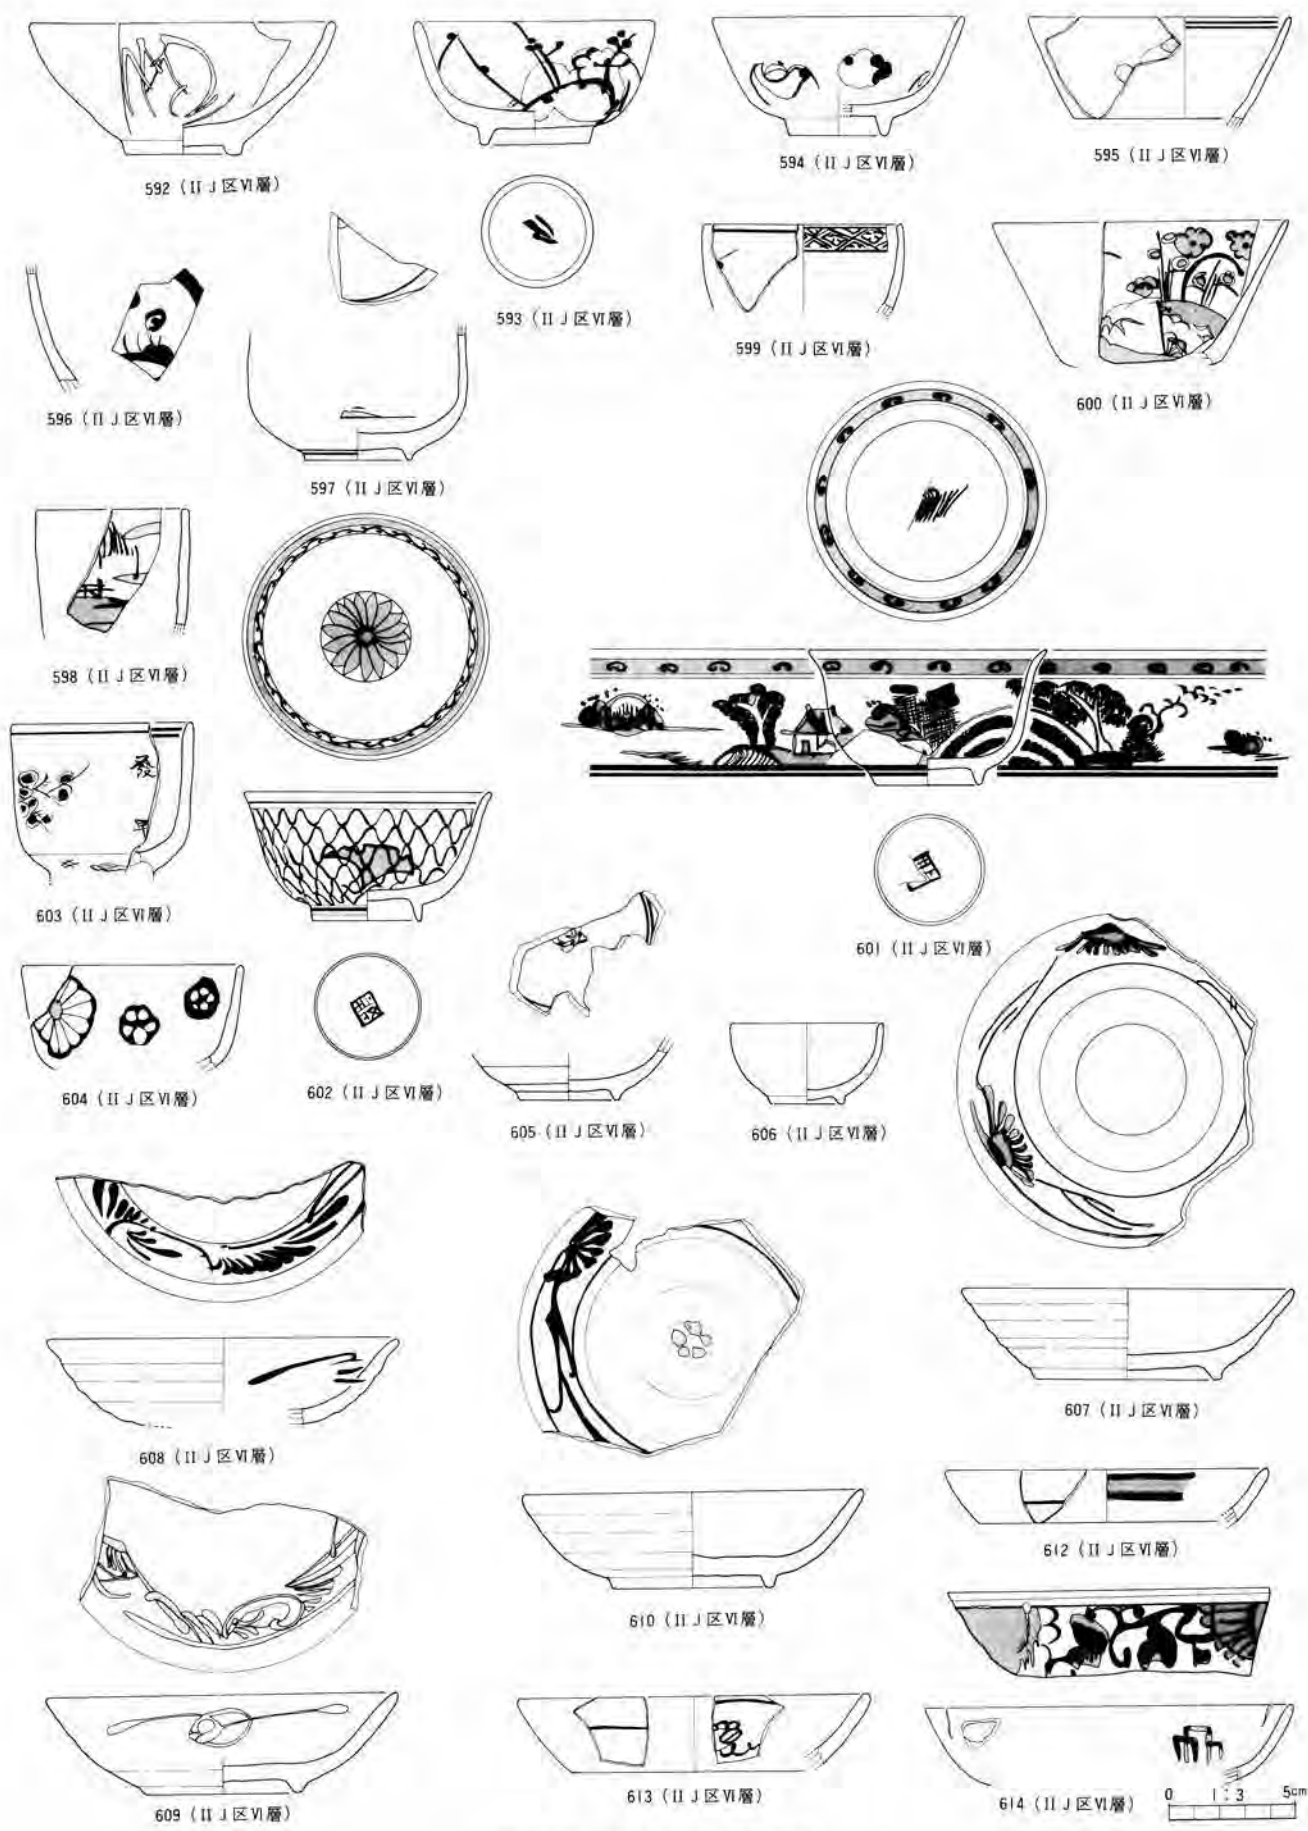 592（II J 区 VI 層）
594（II J 区 VI 層）
595（II J 区 VI 層）
593（II J 区 VI 層）
599（II J 区 VI 層）
596（II J 区 VI 層）
600（II J 区 VI 層）
597（II J 区 VI 層）
598（II J 区 VI 層）
603（II J 区 VI 層）
601（II J 区 VI 層）
604（II J 区 VI 層）
602（II J 区 VI 層）
605（II J 区 VI 層）
606（II J 区 VI 層）
607（II J 区 VI 層）
608（II J 区 VI 層）
612（II J 区 VI 層）
610（II J 区 VI 層）
609（II J 区 VI 層）
613（II J 区 VI 層）
614（II J 区 VI 層）
0 1:3 5cm